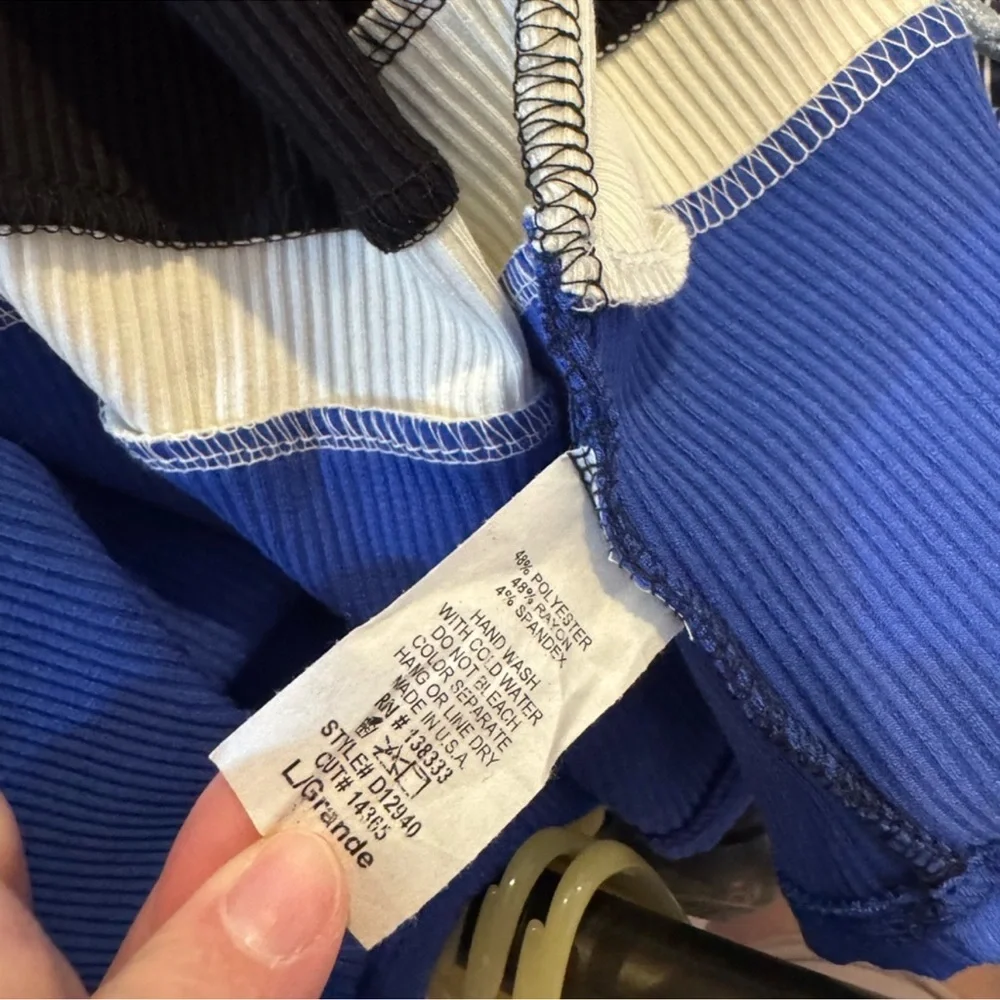 48% POLYESTER
48% RAYON
4% SPANDEX
HAND WASH
WITH COLD WATER
DO NOT BLEACH
COLOR SEPARATE
HANG OR LINE DRY
MADE IN U.S.A.
RN # 138333
STYLE# D12940
CUT# 14365
L/Grande